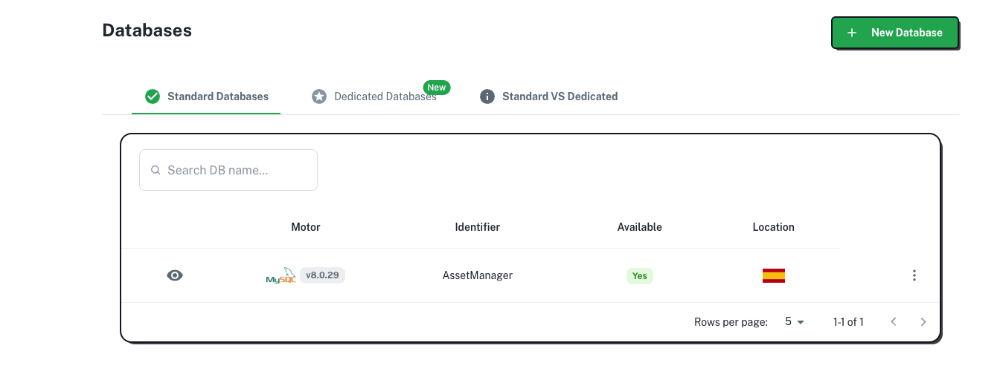 Databases
New Database
Standard Databases
Dedicated Databases
New
Standard VS Dedicated
Search DB name...
Motor Identifier Available Location
MySQL v8.0.29 AssetManager Yes
Rows per page: 5 1-1 of 1